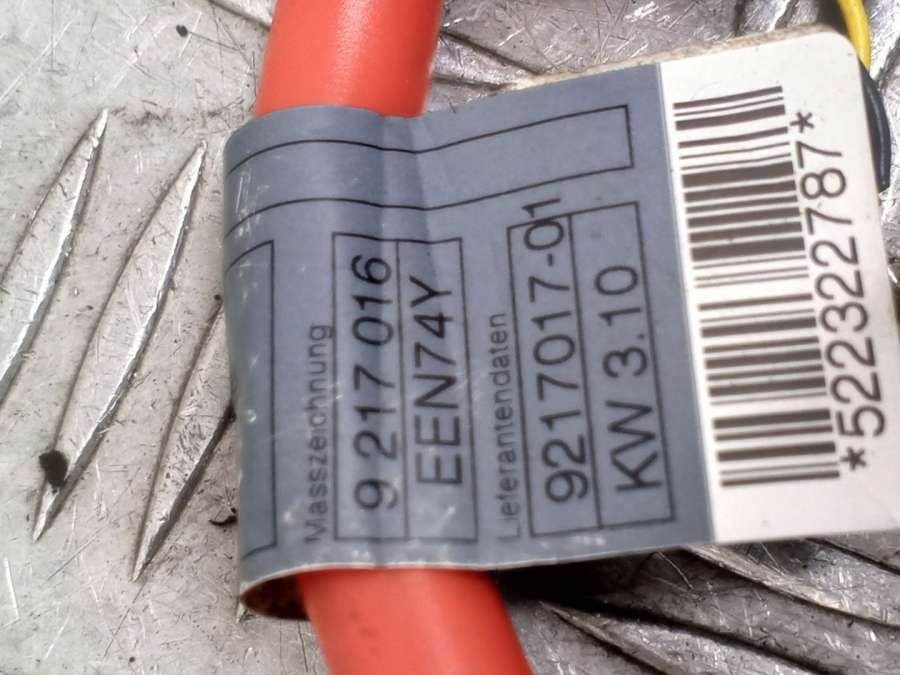 Masszeichnung
9 217 016
EEN74Y
Lieferantendaten
9217017-01
KW 3.10
*522322787*